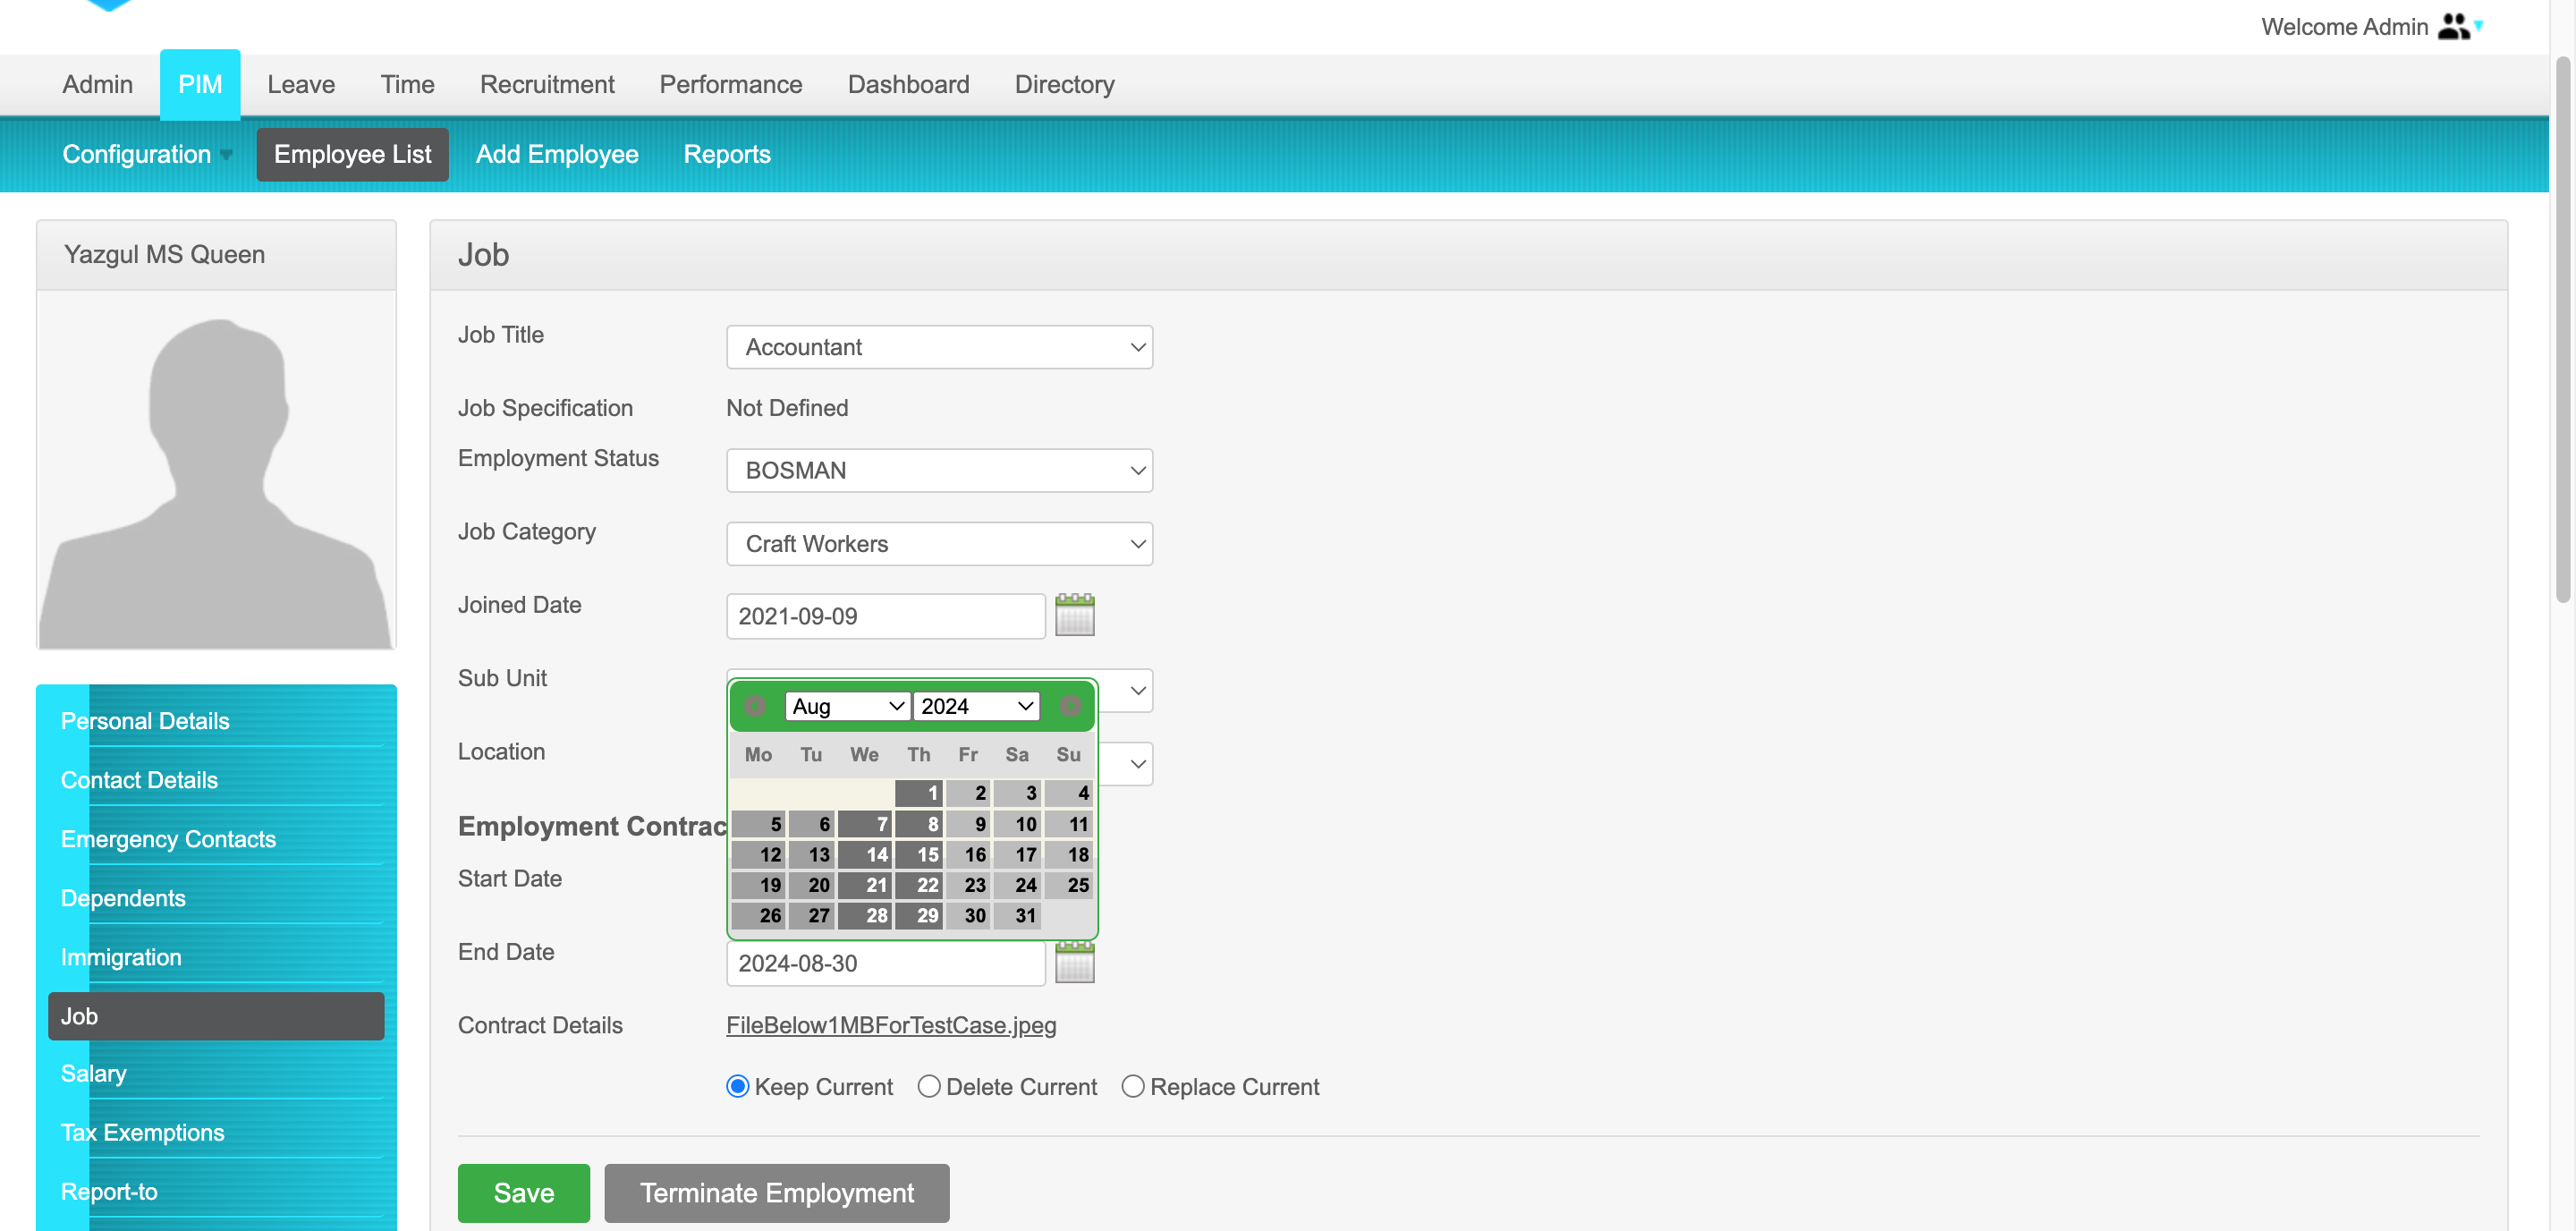 Welcome Admin
Admin PIM Leave Time Recruitment Performance Dashboard Directory
Configuration Employee List Add Employee Reports
Yazgul MS Queen
Job
Job Title Accountant
Job Specification Not Defined
Employment Status BOSMAN
Job Category Craft Workers
Joined Date 2021-09-09
Sub Unit
Location
Aug 2024
Mo Tu We Th Fr Sa Su
1 2 3 4
5 6 7 8 9 10 11
12 13 14 15 16 17 18
19 20 21 22 23 24 25
26 27 28 29 30 31
Employment Contrac
Start Date
End Date 2024-08-30
Contract Details FileBelow1MBForTestCase.jpeg
Keep Current Delete Current Replace Current
Save Terminate Employment
Personal Details
Contact Details
Emergency Contacts
Dependents
Immigration
Job
Salary
Tax Exemptions
Report-to